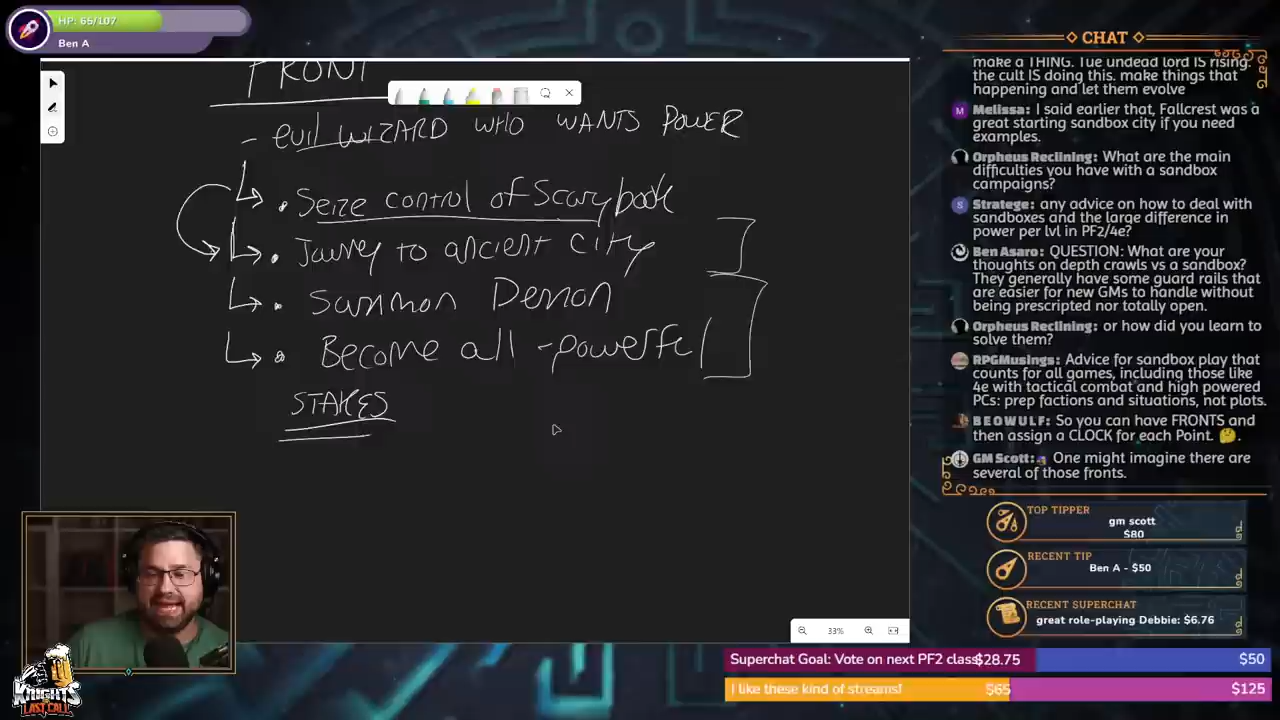 HP: 65/107
Ben A
FRONT
- EVIL WIZARD WHO WANTS POWER
Seize control of Scary book
Journey to ancient city
Summon Demon
Become all-powerful
STAKES
33%
KNIGHTS
LAST CALL
CHAT
make a THING. Tue undead lord IS rising.
the cult IS doing this. make things that
happening and let them evolve
Melissa: I said earlier that, Fallcrest was a
great starting sandbox city if you need
examples.
Orpheus Reclining: What are the main
difficulties you have with a sandbox
campaigns?
Stratege: any advice on how to deal with
sandboxes and the large difference in
power per lvl in PF2/4e?
Ben Asaro: QUESTION: What are your
thoughts on depth crawls vs a sandbox?
They generally have some guard rails that
are easier for new GMs to handle without
being prescripted nor totally open.
Orpheus Reclining: or how did you learn to
solve them?
RPGMusings: Advice for sandbox play that
counts for all games, including those like
4e with tactical combat and high powered
PCs: prep factions and situations, not plots.
BEOWULF: So you can have FRONTS and
then assign a CLOCK for each Point. 🤔.
GM Scott: One might imagine there are
several of those fronts.
TOP TIPPER
gm scott
$80
RECENT TIP
Ben A - $50
RECENT SUPERCHAT
great role-playing Debbie: $6.76
Superchat Goal: Vote on next PF2 class $28.75 $50
I like these kind of streams! $65 $125